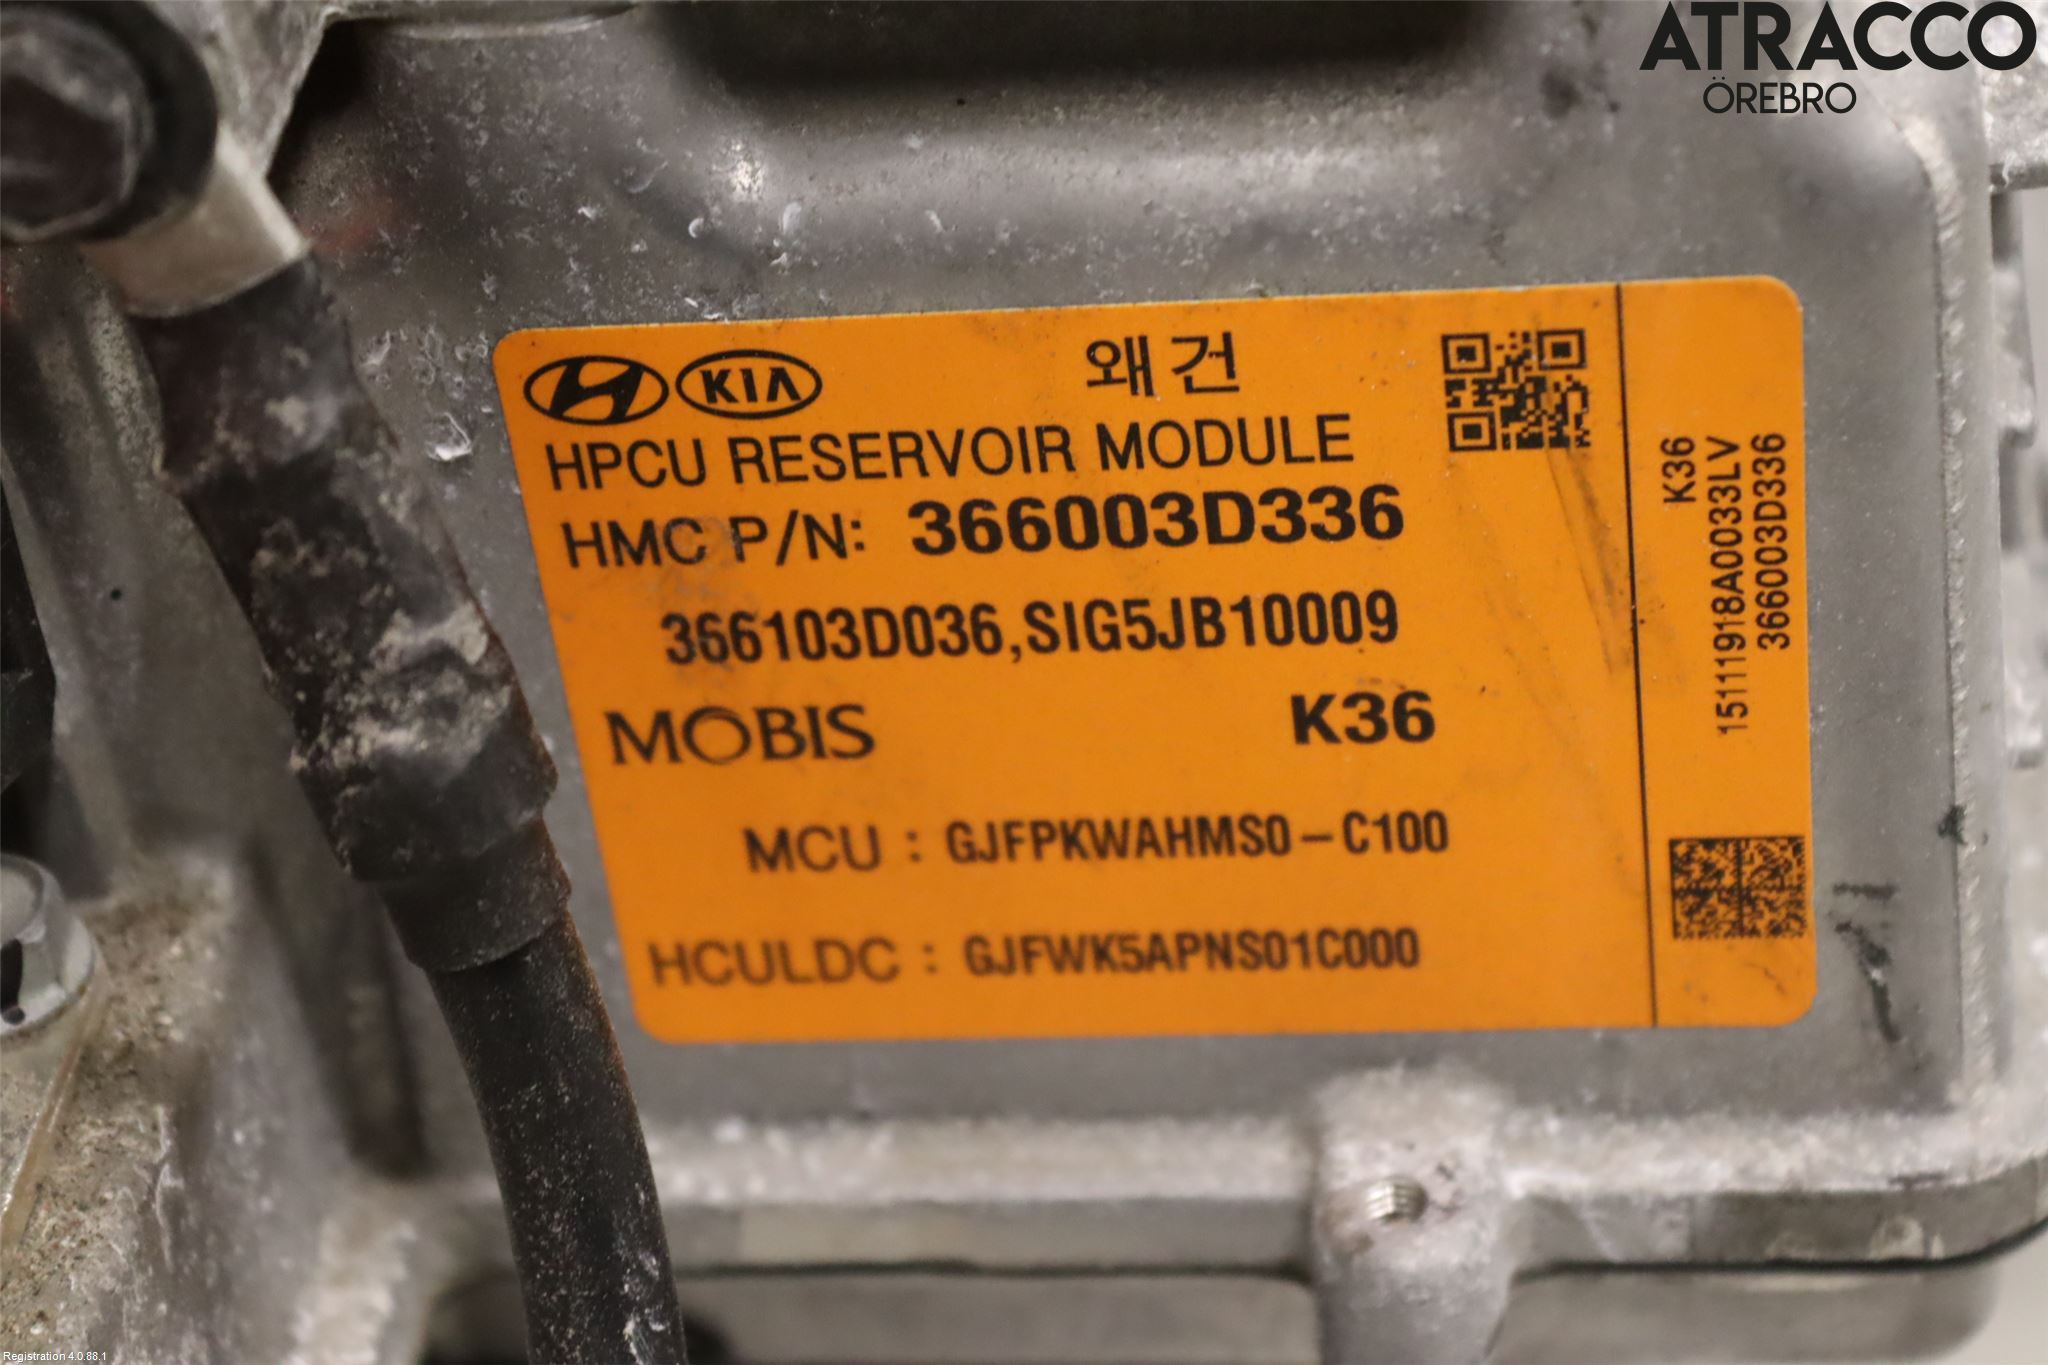 ATRACCO
ÖREBRO
KIA
왜건
HPCU RESERVOIR MODULE
HMC P/N: 366003D336
366103D036,SIG5JB10009
MOBIS K36
MCU : GJFPKWAHMS0-C100
HCULDC : GJFWK5APNS01C000
K36
15111918A0033LV
366003D336
Registration 4.0.88.1